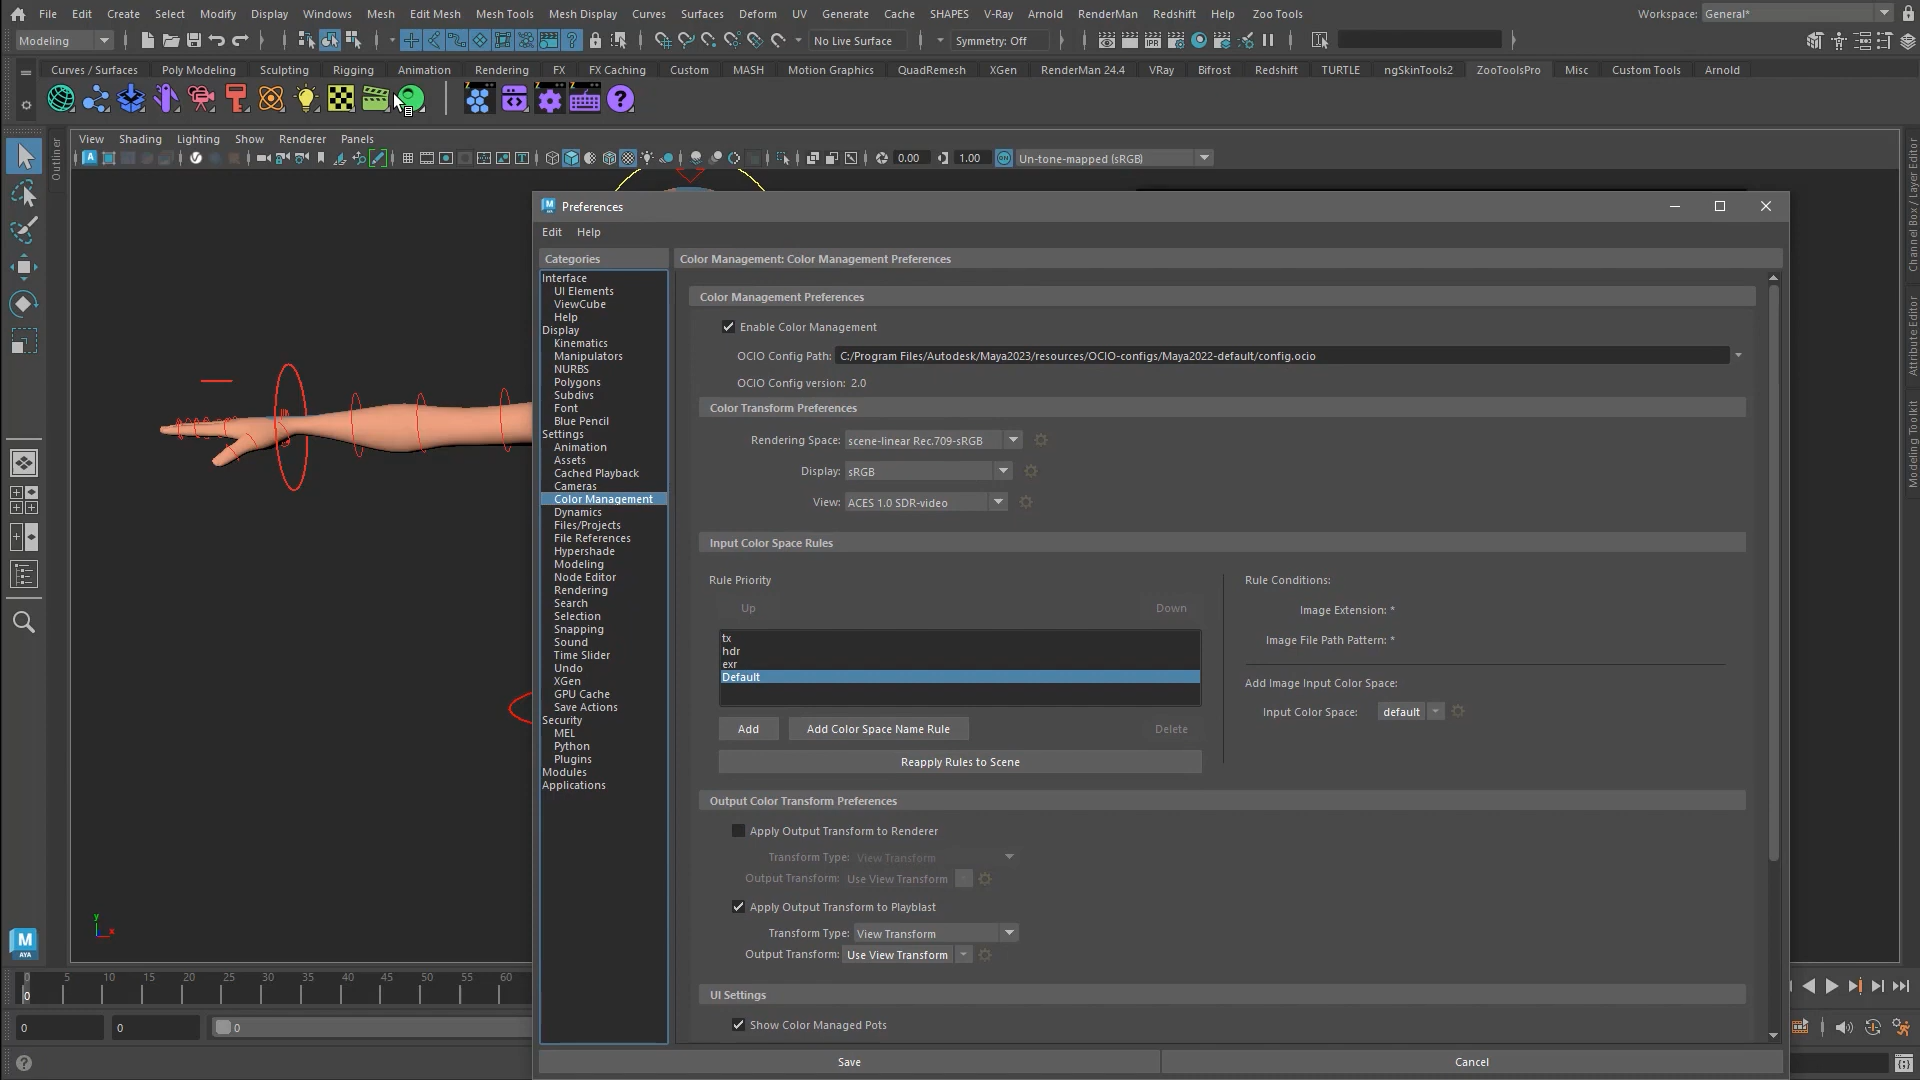 File Edit Create Select Modify Display Windows Mesh Edit Mesh Mesh Tools Mesh Display Curves Surfaces Deform UV Generate Cache SHAPES V-Ray Arnold RenderMan Redshift Help Zoo Tools Workspace: General*
Modeling No Live Surface Symmetry: Off
Curves / Surfaces Poly Modeling Sculpting Rigging Animation Rendering FX FX Caching Custom MASH Motion Graphics QuadRemesh XGen RenderMan 24.4 VRay Bifrost Redshift TURTLE ngSkinTools2 ZooToolsPro Misc Custom Tools Arnold
View Shading Lighting Show Renderer Panels
0.00 1.00 Un-tone-mapped (sRGB)
Outliner
Channel Box / Layer Editor
Attribute Editor
Modeling Toolkit
Preferences
Edit Help
Categories
Interface
UI Elements
ViewCube
Help
Display
Kinematics
Manipulators
NURBS
Polygons
Subdivs
Font
Blue Pencil
Settings
Animation
Assets
Cached Playback
Cameras
Color Management
Dynamics
Files/Projects
File References
Hypershade
Modeling
Node Editor
Rendering
Search
Selection
Snapping
Sound
Time Slider
Undo
XGen
GPU Cache
Save Actions
Security
MEL
Python
Plugins
Modules
Applications
Color Management: Color Management Preferences
Color Management Preferences
Enable Color Management
OCIO Config Path: C:/Program Files/Autodesk/Maya2023/resources/OCIO-configs/Maya2022-default/config.ocio
OCIO Config version: 2.0
Color Transform Preferences
Rendering Space: scene-linear Rec.709-sRGB
Display: sRGB
View: ACES 1.0 SDR-video
Input Color Space Rules
Rule Priority
Up Down
tx
hdr
exr
Default
Add Add Color Space Name Rule Delete
Reapply Rules to Scene
Rule Conditions:
Image Extension: *
Image File Path Pattern: *
Add Image Input Color Space:
Input Color Space: default
Output Color Transform Preferences
Apply Output Transform to Renderer
Transform Type: View Transform
Output Transform: Use View Transform
Apply Output Transform to Playblast
Transform Type: View Transform
Output Transform: Use View Transform
UI Settings
Show Color Managed Pots
Save Cancel
y
x
M
AYA
0 5 10 15 20 25 30 35 40 45 50 55 60
0
0 0 0